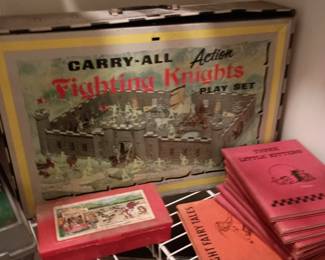 CARRY-ALL Action
Fighting Knights
PLAY SET
THREE
LITTLE KITTENS
FAIRY TALES